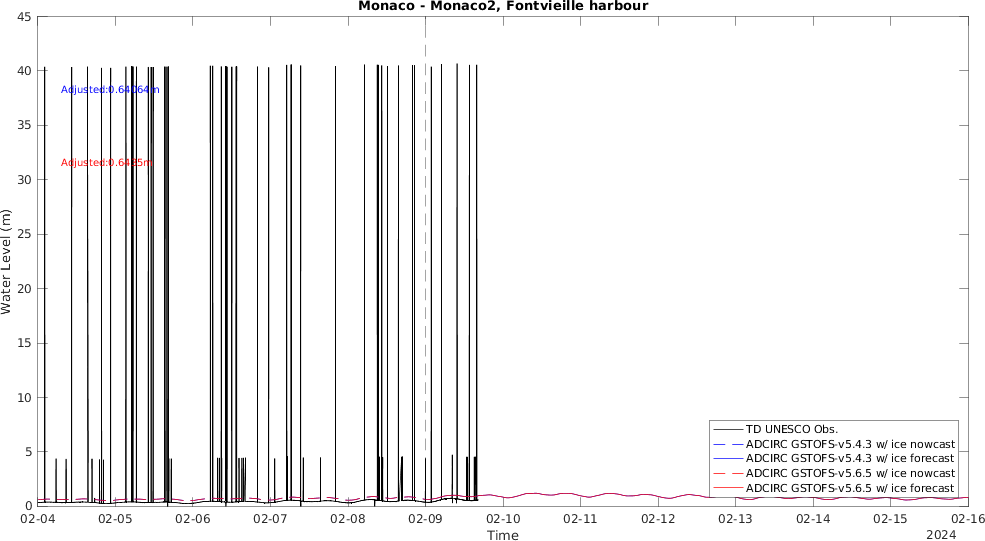 Monaco - Monaco2, Fontvieille harbour
45
40
35
30
25
20
15
10
5
0
Water Level (m)
Adjusted:0.64064m
TD UNESCO Obs.
ADCIRC GSTOFS-v5.4.3 w/ ice nowcast
ADCIRC GSTOFS-v5.4.3 w/ ice forecast
ADCIRC GSTOFS-v5.6.5 w/ ice nowcast
ADCIRC GSTOFS-v5.6.5 w/ ice forecast
02-04 02-05 02-06 02-07 02-08 02-09 02-10 02-11 02-12 02-13 02-14 02-15 02-16
Time
2024